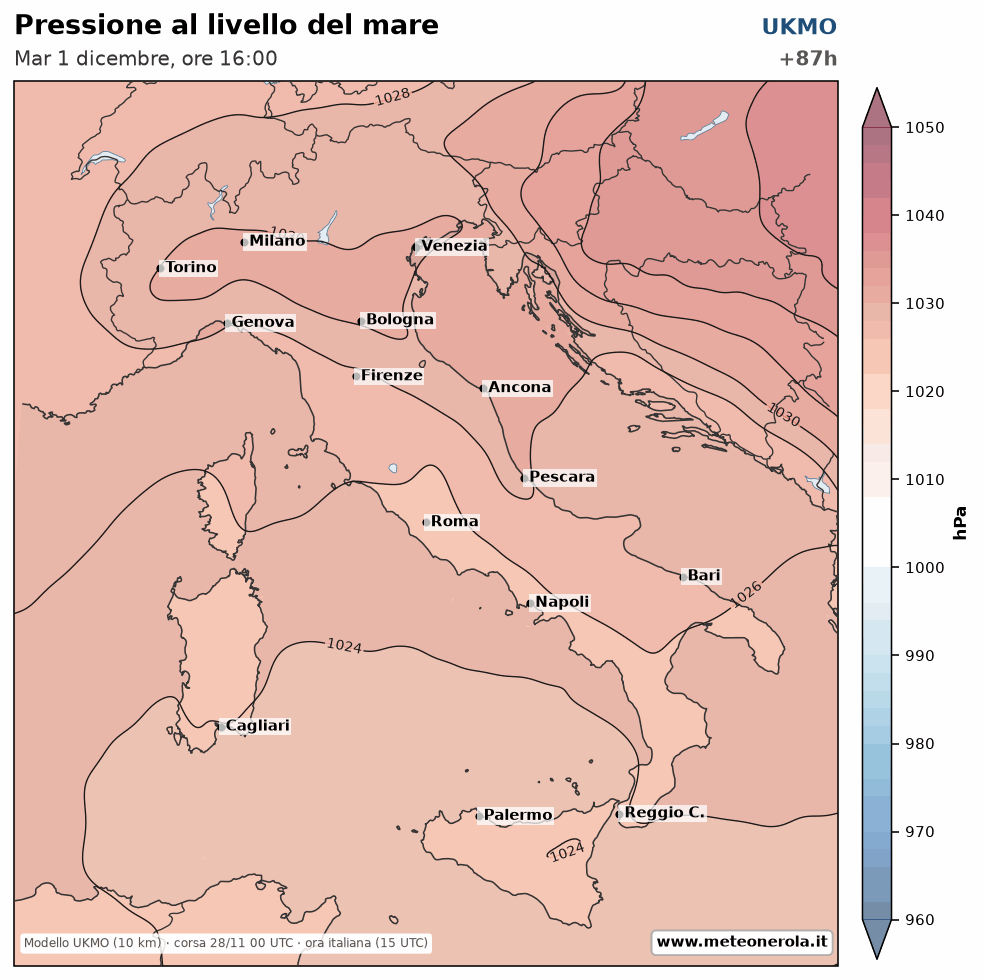 Pressione al livello del mare
UKMO
Mar 1 dicembre, ore 16:00
+87h
1028
Milano
Venezia
Torino
Genova
Bologna
Firenze
Ancona
1030
Pescara
Roma
Bari
1026
Napoli
1024
Cagliari
Palermo
Reggio C.
1024
Modello UKMO (10 km) · corsa 28/11 00 UTC · ora italiana (15 UTC)
www.meteonerola.it
1050
1040
1030
1020
1010
1000
990
980
970
960
hPa